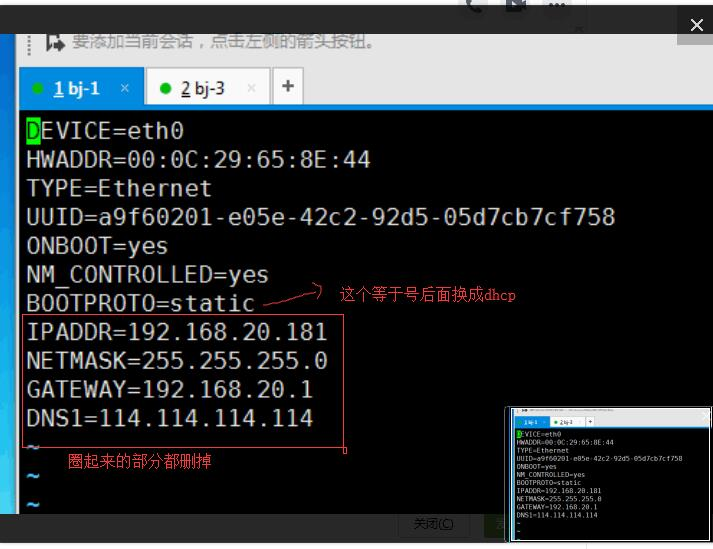 要添加当前会话，点击左侧的箭头按钮。
1 bj-1 ×
2 bj-3 ×
+
DEVICE=eth0
HWADDR=00:0C:29:65:8E:44
TYPE=Ethernet
UUID=a9f60201-e05e-42c2-92d5-05d7cb7cf758
ONBOOT=yes
NM_CONTROLLED=yes
BOOTPROTO=static
这个等于号后面换成dhcp
IPADDR=192.168.20.181
NETMASK=255.255.255.0
GATEWAY=192.168.20.1
DNS1=114.114.114.114
~
圈起来的部分都删掉
~
~
关闭(C)
1 bj-1
2 bj-3
+
DEVICE=eth0
HWADDR=00:0C:29:65:8E:44
TYPE=Ethernet
UUID=a9f60201-e05e-42c2-92d5-05d7cb7cf758
ONBOOT=yes
NM_CONTROLLED=yes
BOOTPROTO=static
IPADDR=192.168.20.181
NETMASK=255.255.255.0
GATEWAY=192.168.20.1
DNS1=114.114.114.114
~
~